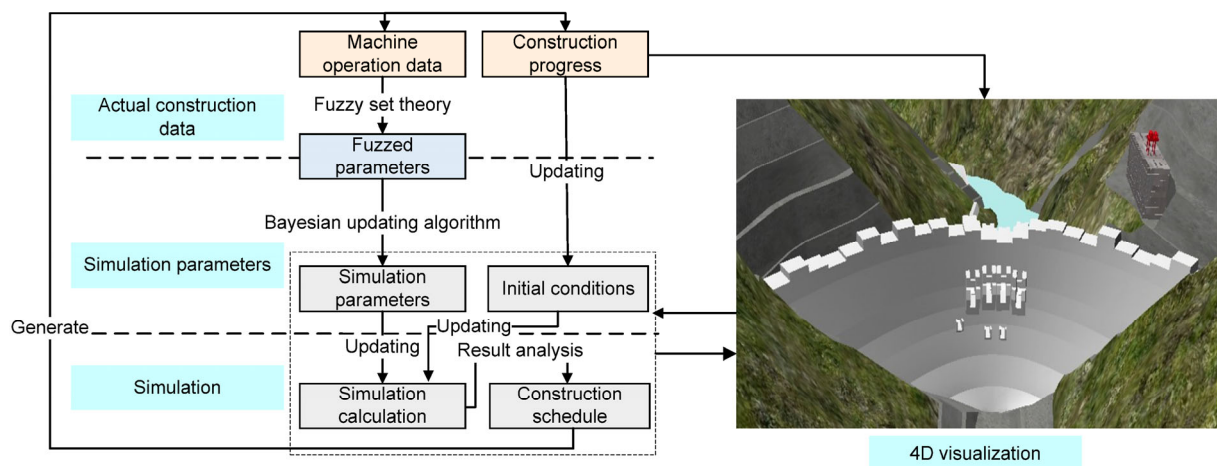 Machine
operation data
Construction
progress
Actual construction
data
Fuzzy set theory
Fuzzed
parameters
Updating
Bayesian updating algorithm
Simulation parameters
Simulation
parameters
Initial conditions
Generate
Updating
Updating
Result analysis
Simulation
Simulation
calculation
Construction
schedule
4D visualization